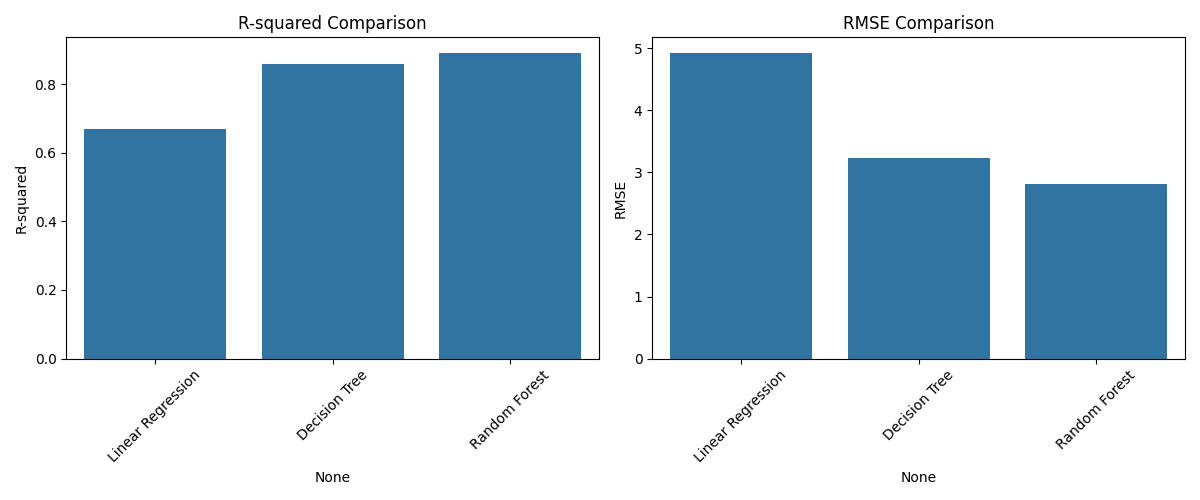 R-squared Comparison
R-squared
0.8
0.6
0.4
0.2
0.0
Linear Regression
Decision Tree
Random Forest
None
RMSE Comparison
RMSE
5
4
3
2
1
0
Linear Regression
Decision Tree
Random Forest
None